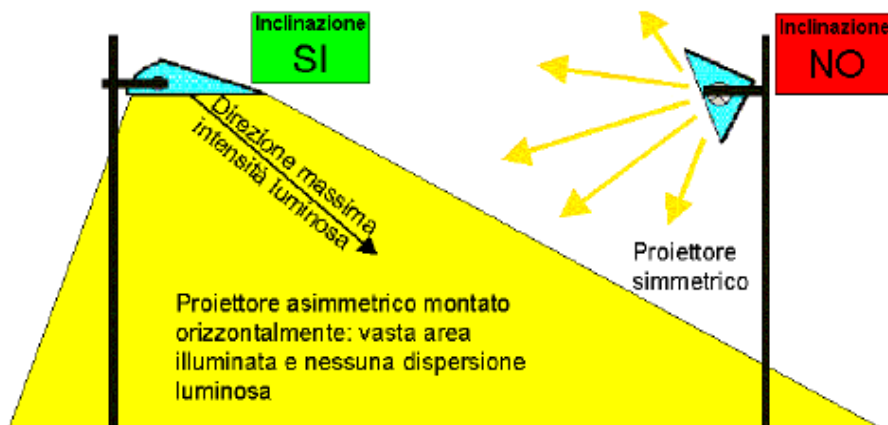 Inclinazione
SI
Inclinazione
NO
Direzione massima
intensità luminosa
Proiettore
simmetrico
Proiettore asimmetrico montato
orizzontalmente: vasta area
illuminata e nessuna dispersione
luminosa